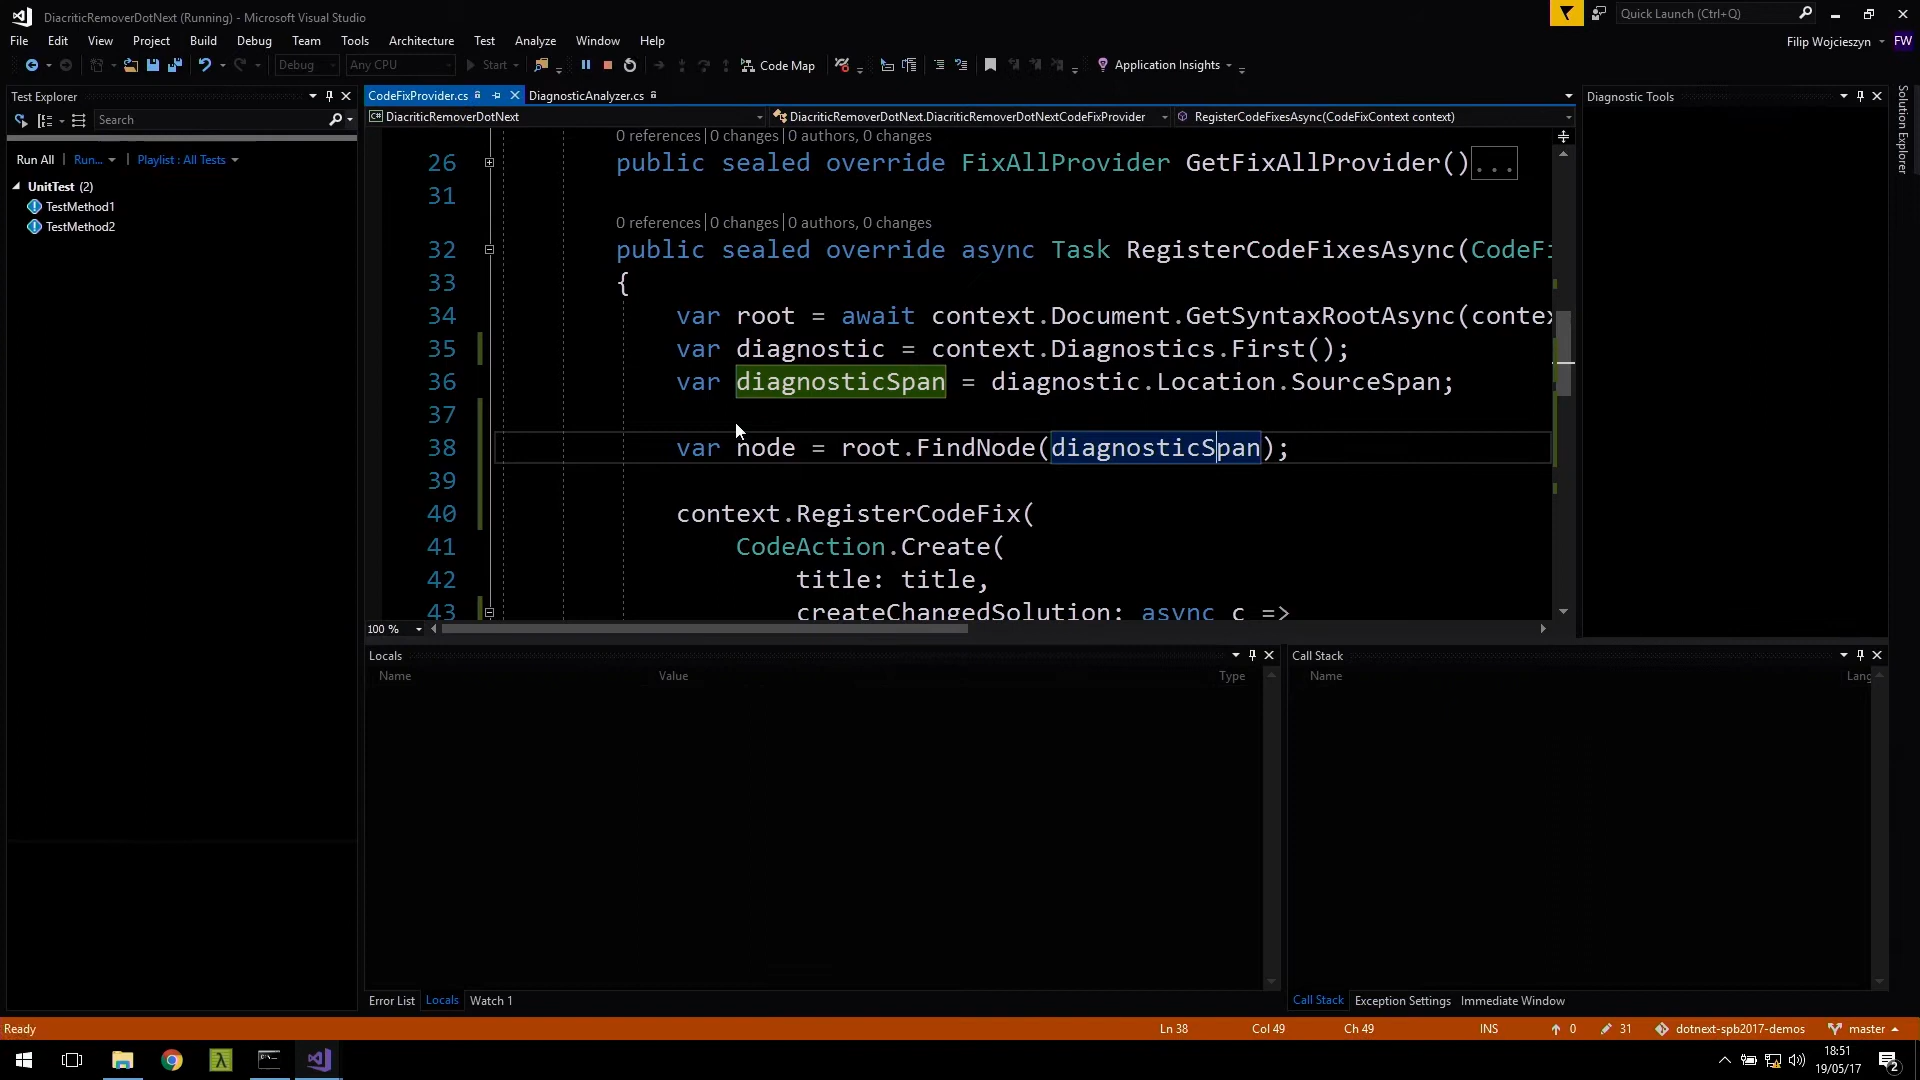 DiacriticRemoverDotNext (Running) - Microsoft Visual Studio
Quick Launch (Ctrl+Q)
File Edit View Project Build Debug Team Tools Architecture Test Analyze Window Help
Filip Wojcieszyn FW
Debug Any CPU Start Code Map Application Insights
Test Explorer
CodeFixProvider.cs DiagnosticAnalyzer.cs
Diagnostic Tools
Solution Explorer
Search
DiacriticRemoverDotNext DiacriticRemoverDotNext.DiacriticRemoverDotNextCodeFixProvider RegisterCodeFixesAsync(CodeFixContext context)
Run All | Run... Playlist : All Tests
UnitTest (2)
TestMethod1
TestMethod2
0 references | 0 changes | 0 authors, 0 changes
26 public sealed override FixAllProvider GetFixAllProvider()...
31
0 references | 0 changes | 0 authors, 0 changes
32 public sealed override async Task RegisterCodeFixesAsync(CodeFi
33 {
34 var root = await context.Document.GetSyntaxRootAsync(contex
35 var diagnostic = context.Diagnostics.First();
36 var diagnosticSpan = diagnostic.Location.SourceSpan;
37
38 var node = root.FindNode(diagnosticSpan);
39
40 context.RegisterCodeFix(
41 CodeAction.Create(
42 title: title,
43 createChangedSolution: async c =>
100 %
Locals
Name Value Type
Call Stack
Name Lang
Error List Locals Watch 1
Call Stack Exception Settings Immediate Window
Ready Ln 38 Col 49 Ch 49 INS 0 31 dotnext-spb2017-demos master
18:51
19/05/17
2